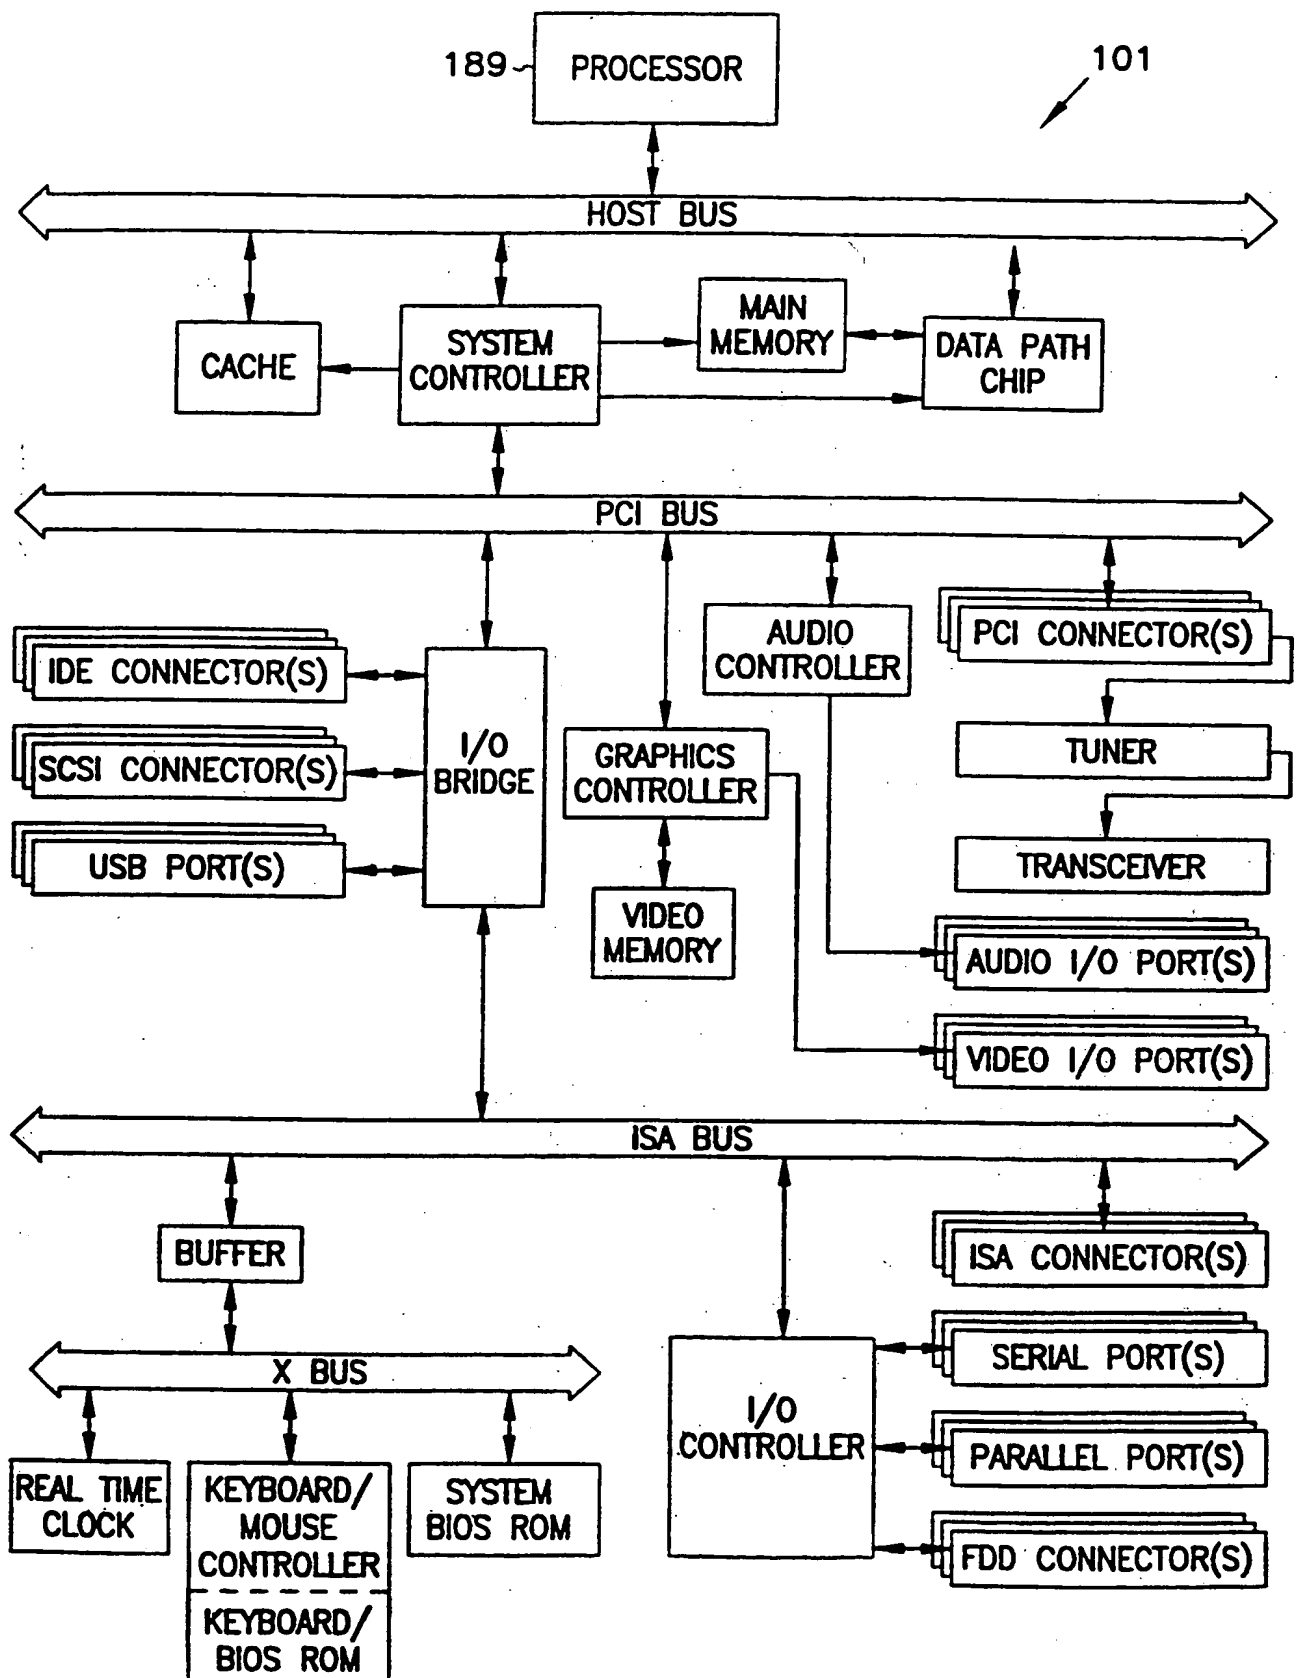 189
PROCESSOR
101
HOST BUS
CACHE
SYSTEM
CONTROLLER
MAIN
MEMORY
DATA PATH
CHIP
PCI BUS
IDE CONNECTOR(S)
SCSI CONNECTOR(S)
USB PORT(S)
I/O
BRIDGE
GRAPHICS
CONTROLLER
VIDEO
MEMORY
AUDIO
CONTROLLER
PCI CONNECTOR(S)
TUNER
TRANSCEIVER
AUDIO I/O PORT(S)
VIDEO I/O PORT(S)
ISA BUS
BUFFER
X BUS
REAL TIME
CLOCK
KEYBOARD/
MOUSE
CONTROLLER
KEYBOARD/
BIOS ROM
SYSTEM
BIOS ROM
I/O
CONTROLLER
ISA CONNECTOR(S)
SERIAL PORT(S)
PARALLEL PORT(S)
FDD CONNECTOR(S)